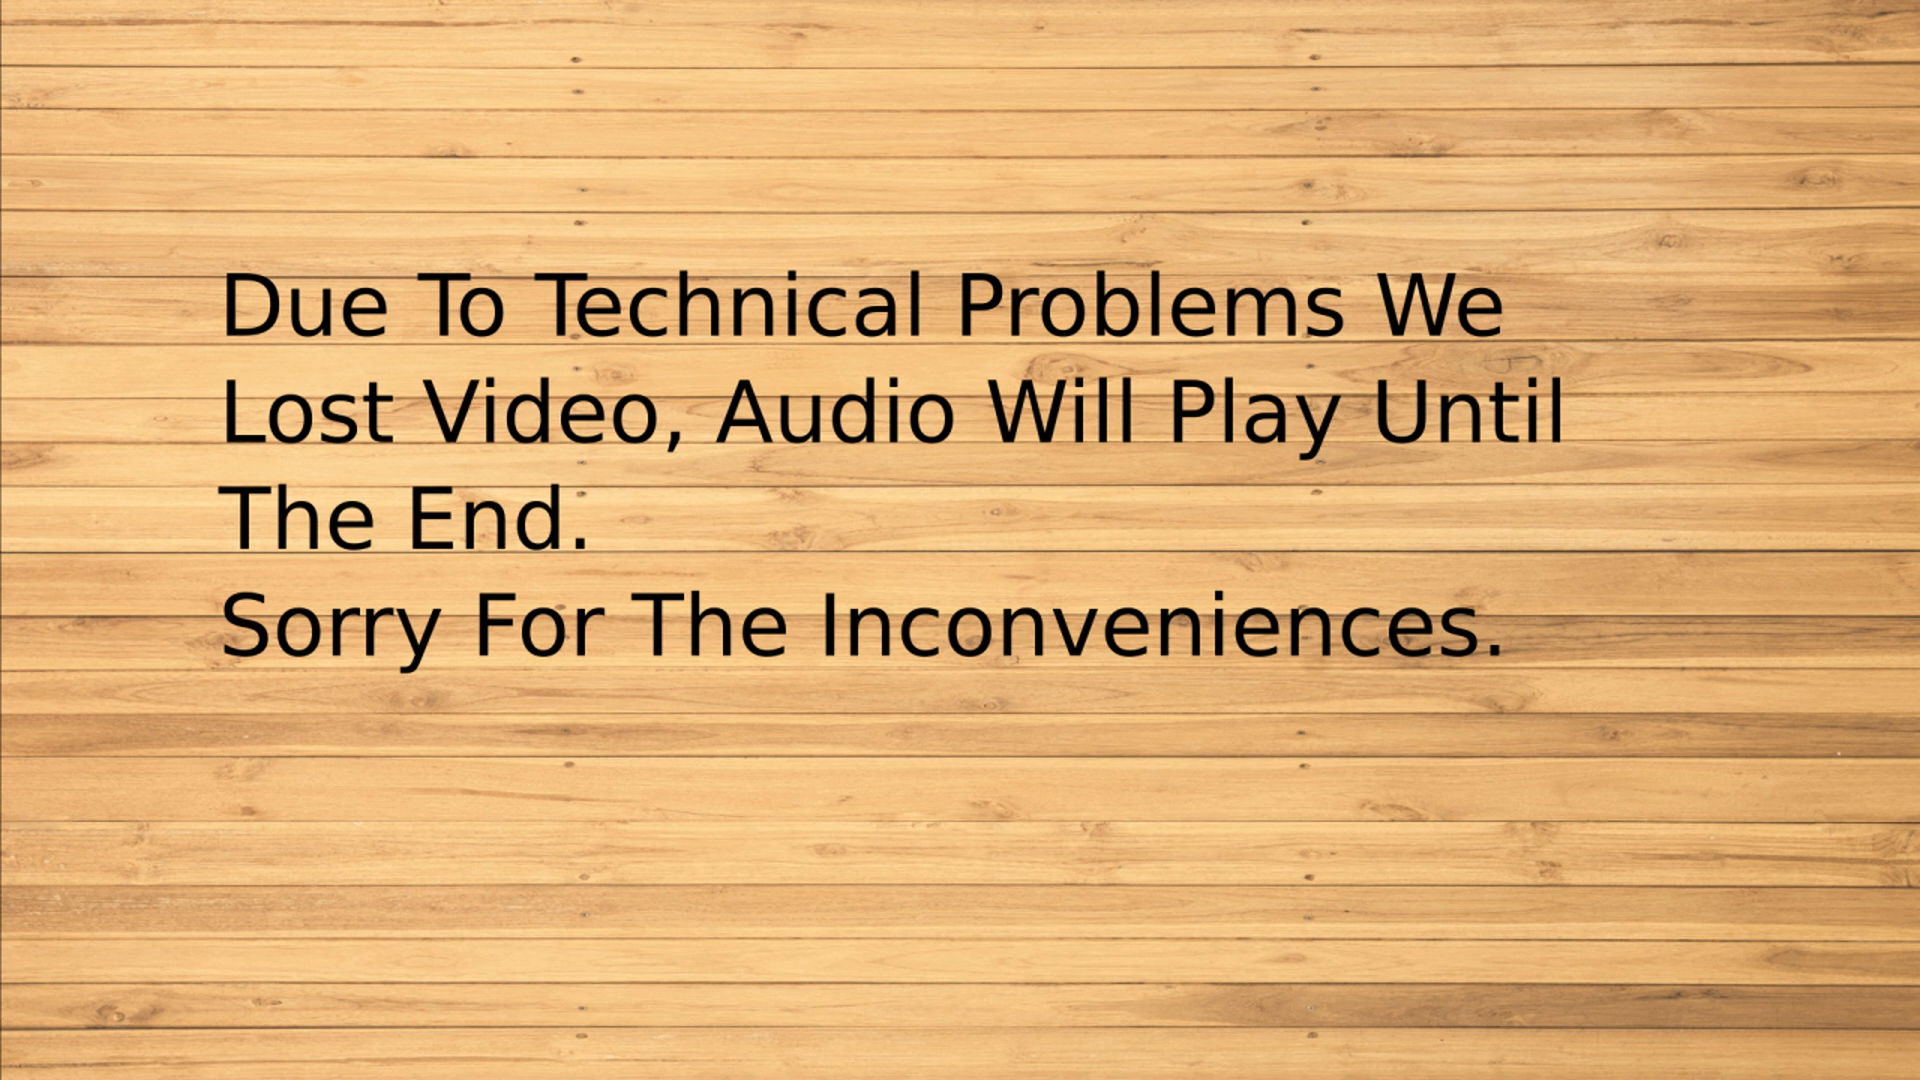 Due To Technical Problems We
Lost Video, Audio Will Play Until
The End.
Sorry For The Inconveniences.